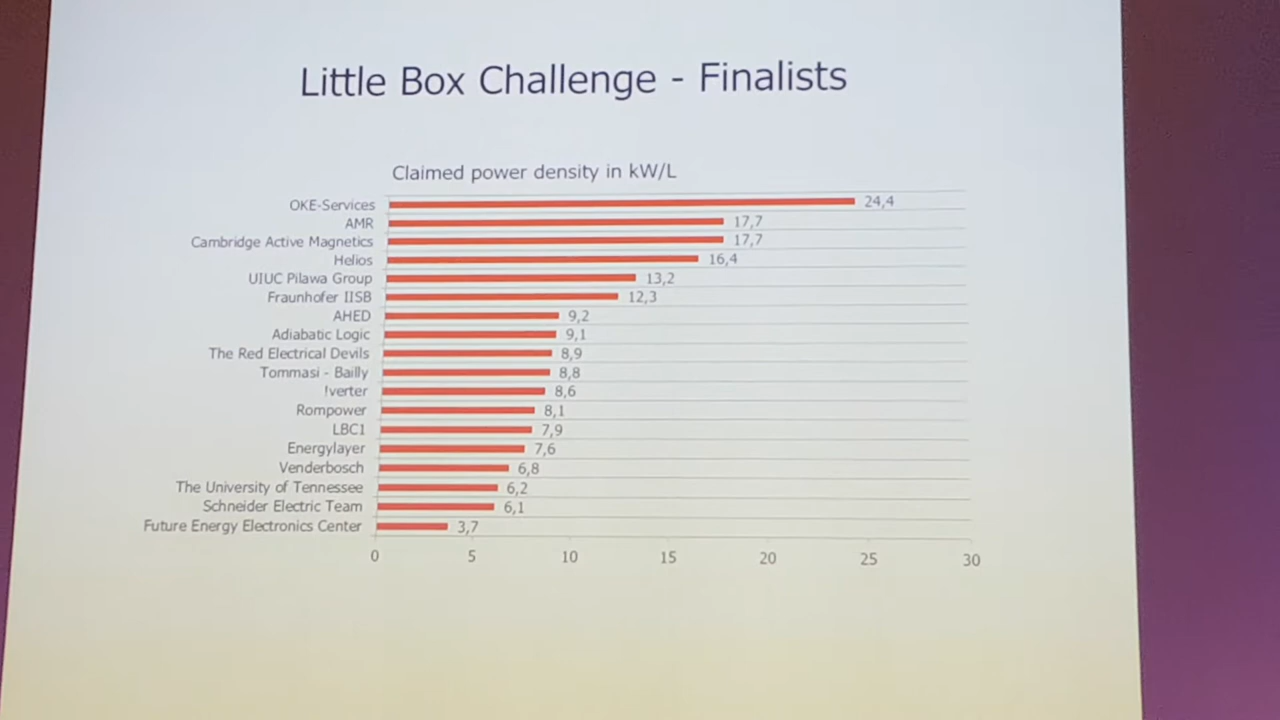 Little Box Challenge - Finalists
Claimed power density in kW/L
OKE-Services 24,4
AMR 17,7
Cambridge Active Magnetics 17,7
Helios 16,4
UIUC Pilawa Group 13,2
Fraunhofer IISB 12,3
AHED 9,2
Adiabatic Logic 9,1
The Red Electrical Devils 8,9
Tommasi - Bailly 8,8
!verter 8,6
Rompower 8,1
LBC1 7,9
Energylayer 7,6
Venderbosch 6,8
The University of Tennessee 6,2
Schneider Electric Team 6,1
Future Energy Electronics Center 3,7
0 5 10 15 20 25 30